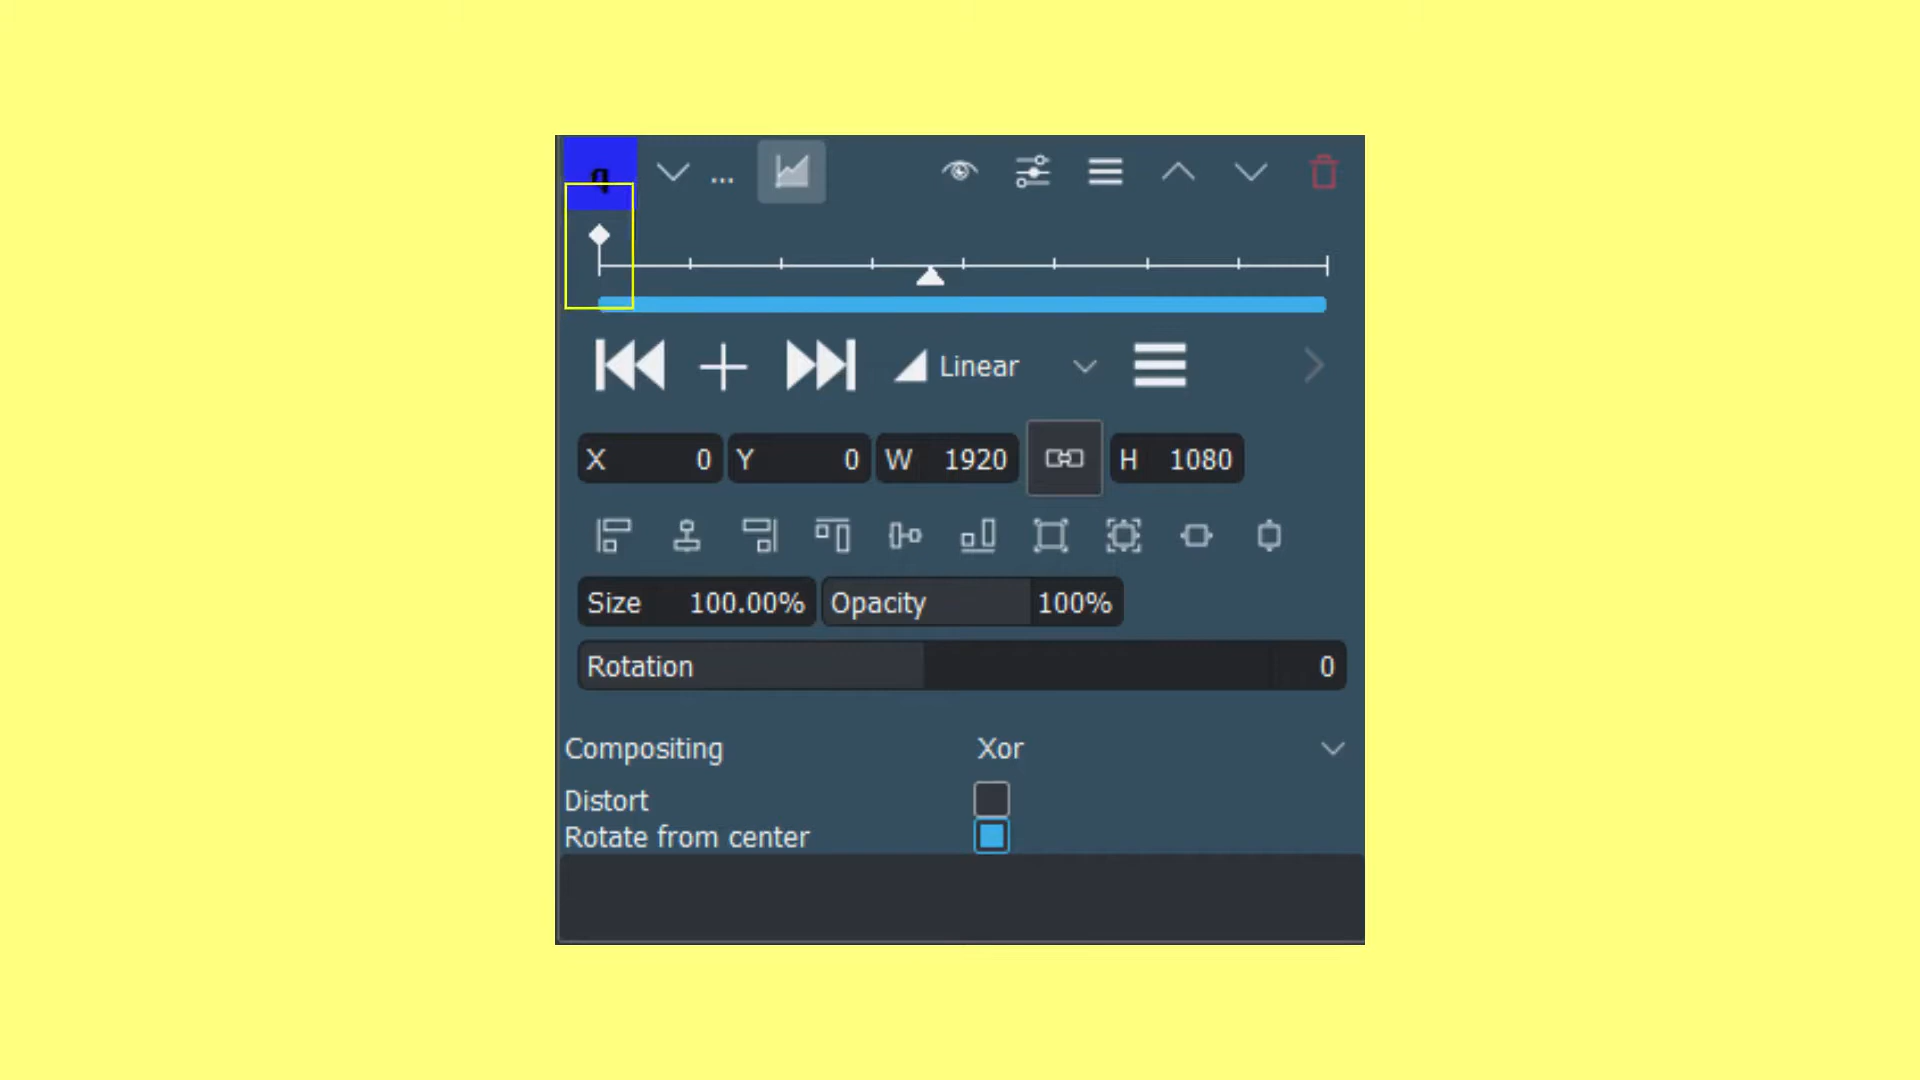 q ...
Linear
X 0 Y 0 W 1920 H 1080
Size 100.00% Opacity 100%
Rotation 0
Compositing Xor
Distort
Rotate from center